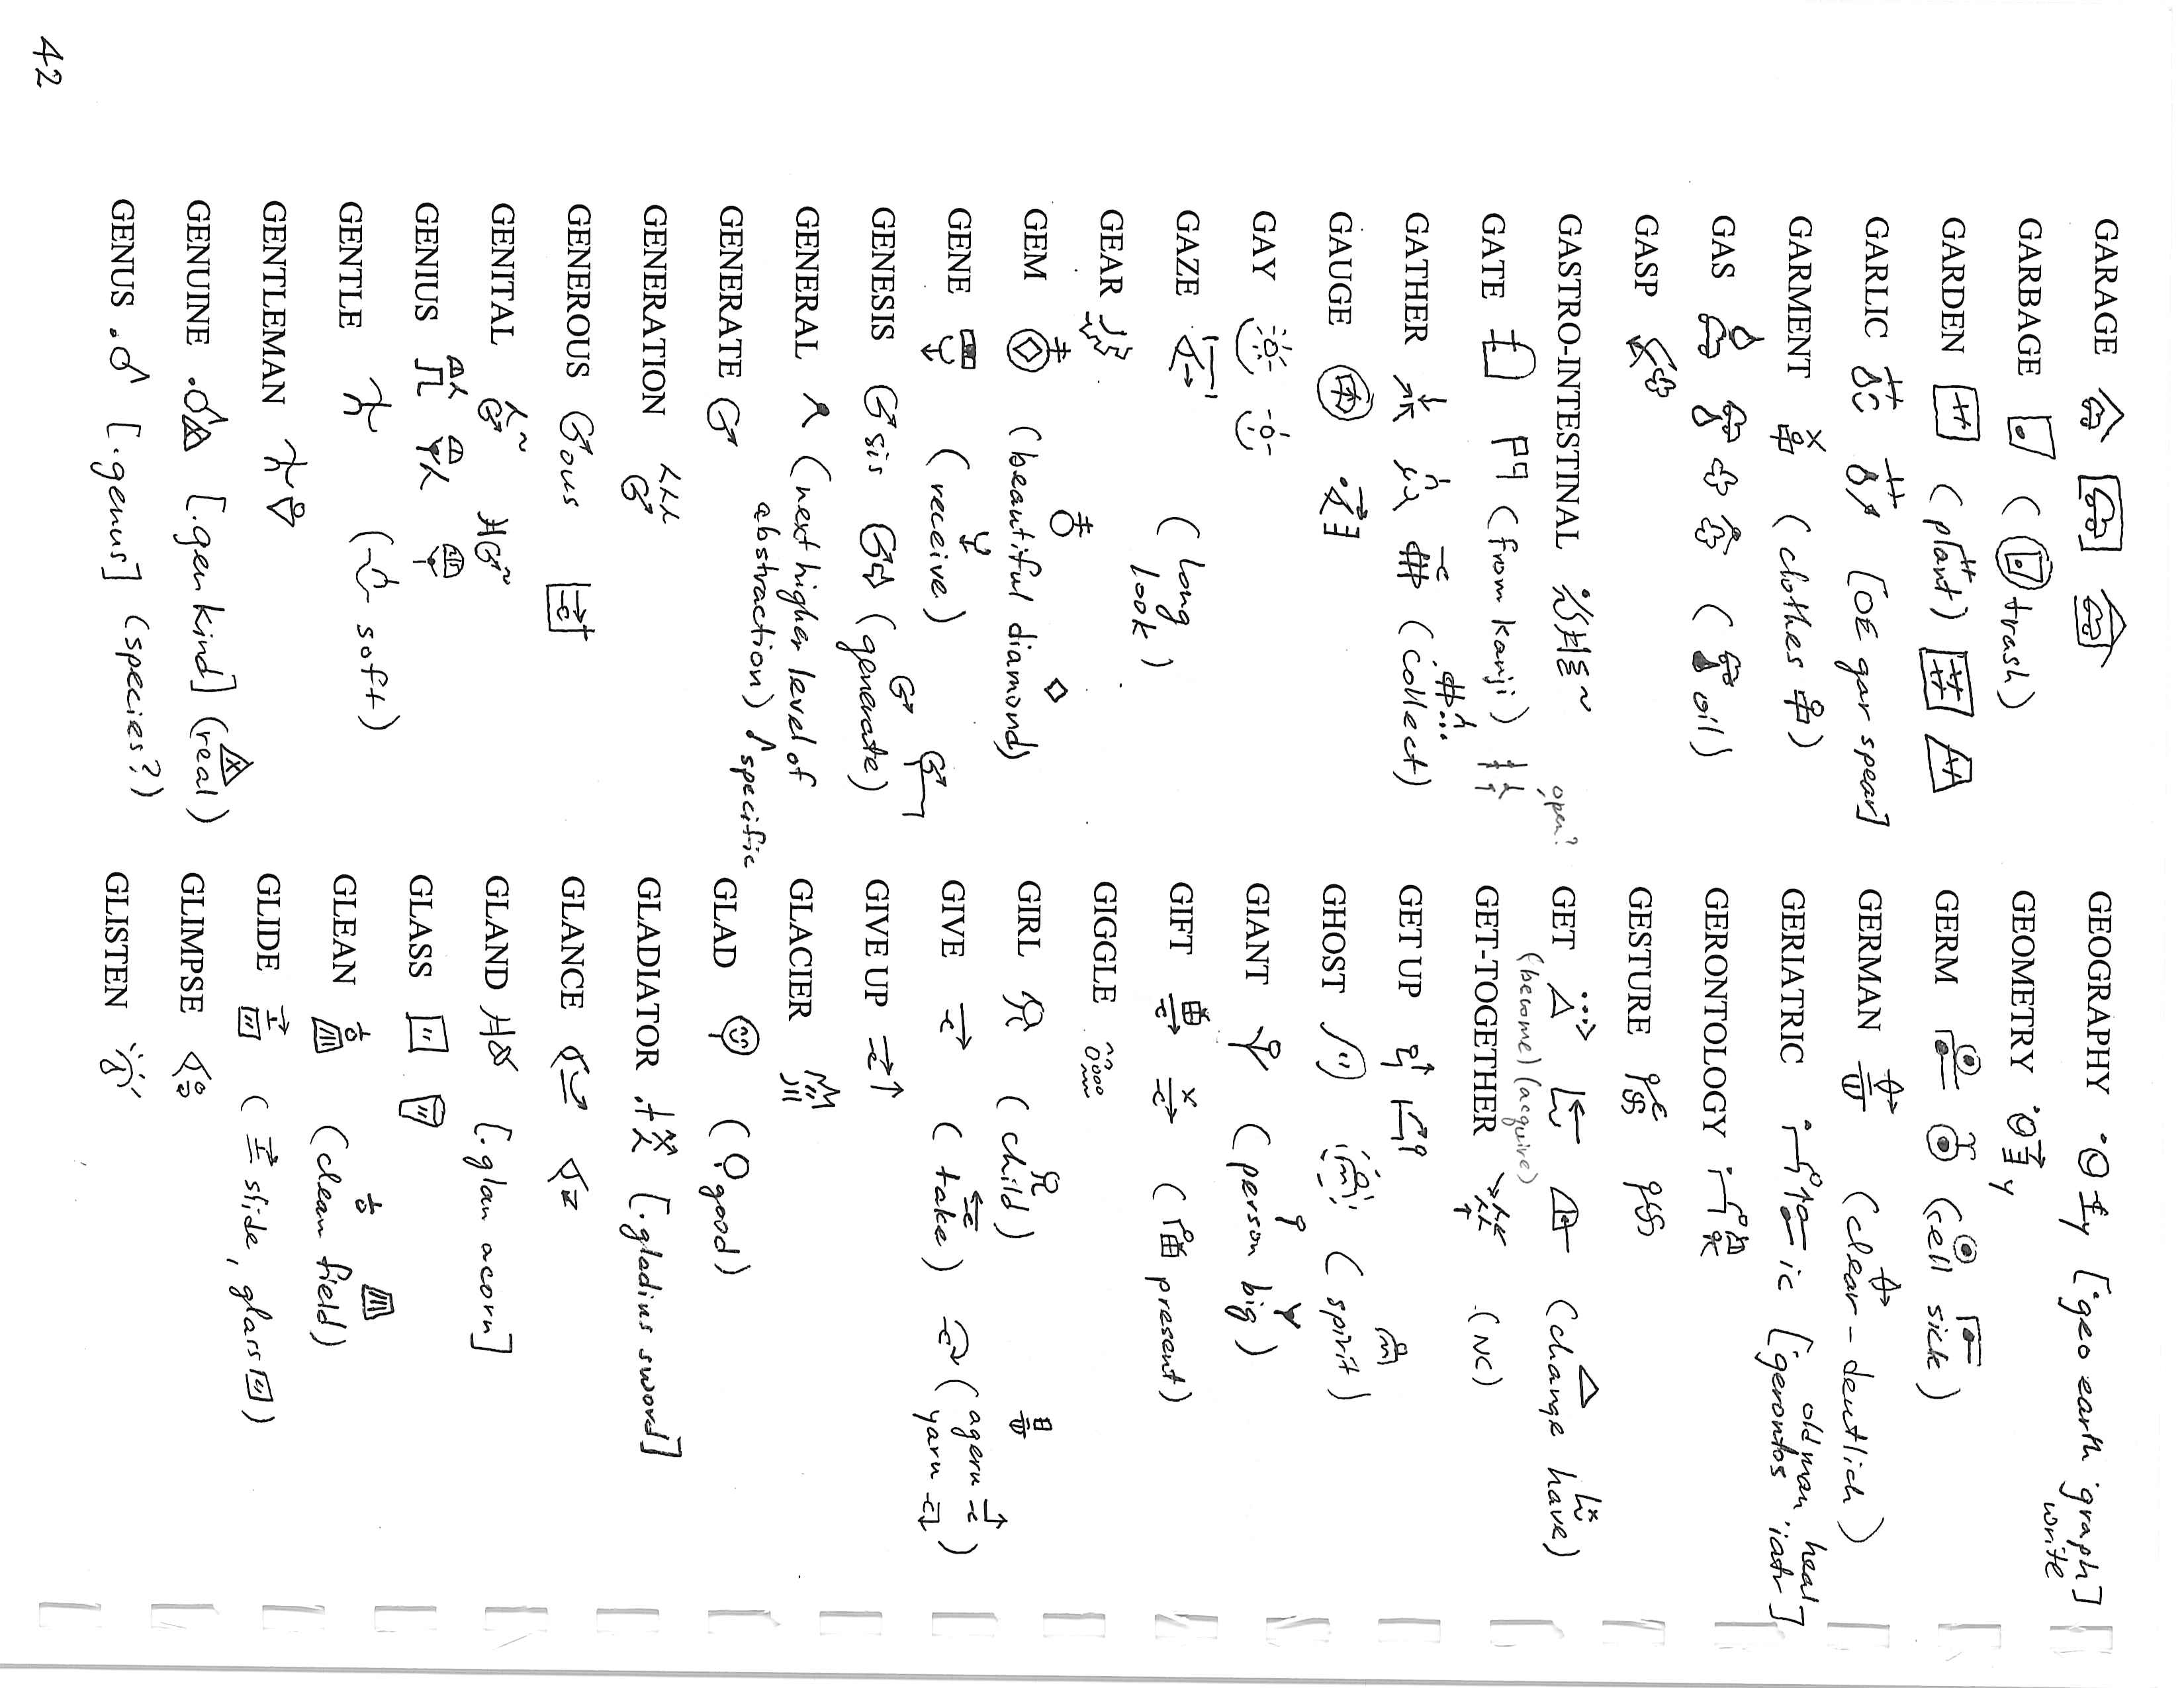 GARAGE
GARBAGE ( trash)
GARDEN (plant)
GARLIC [OE gar spear]
GARMENT (clothes)
GAS ( oil)
GASP
GASTRO-INTESTINAL
GATE (from kanji) open?
GATHER (collect)
GAUGE
GAY
GAZE (long look)
GEAR
GEM (beautiful diamond)
GENE (receive)
GENESIS sis (generate)
GENERAL (next higher level of
abstraction) specific
GENERATE
GENERATION
GENEROUS ous
GENITAL
GENIUS
GENTLE ( soft)
GENTLEMAN
GENUINE [.gen kind] (real)
GENUS [.genus] (species?)
GEOGRAPHY y [·geo earth ·graph]
write
GEOMETRY y
GERM (cell sick)
GERMAN (clear - deutlich)
GERIATRIC ic [·gerontos old man ·iatr heal]
GERONTOLOGY
GESTURE
GET (change have)
(become) (acquire)
GET-TOGETHER (NC)
GET UP
GHOST (spirit)
GIANT (person big)
GIFT ( present)
GIGGLE
GIRL (child)
GIVE ( take) (ageru
yaru )
GIVE UP
GLACIER
GLAD ( good)
GLADIATOR [.gladius sword]
GLANCE
GLAND [.glan acorn]
GLASS
GLEAN (clean field)
GLIDE ( slide, glass )
GLIMPSE
GLISTEN
42